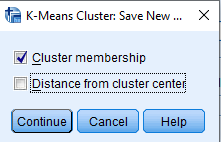 K-Means Cluster: Save New ...
Cluster membership
Distance from cluster center
Continue Cancel Help